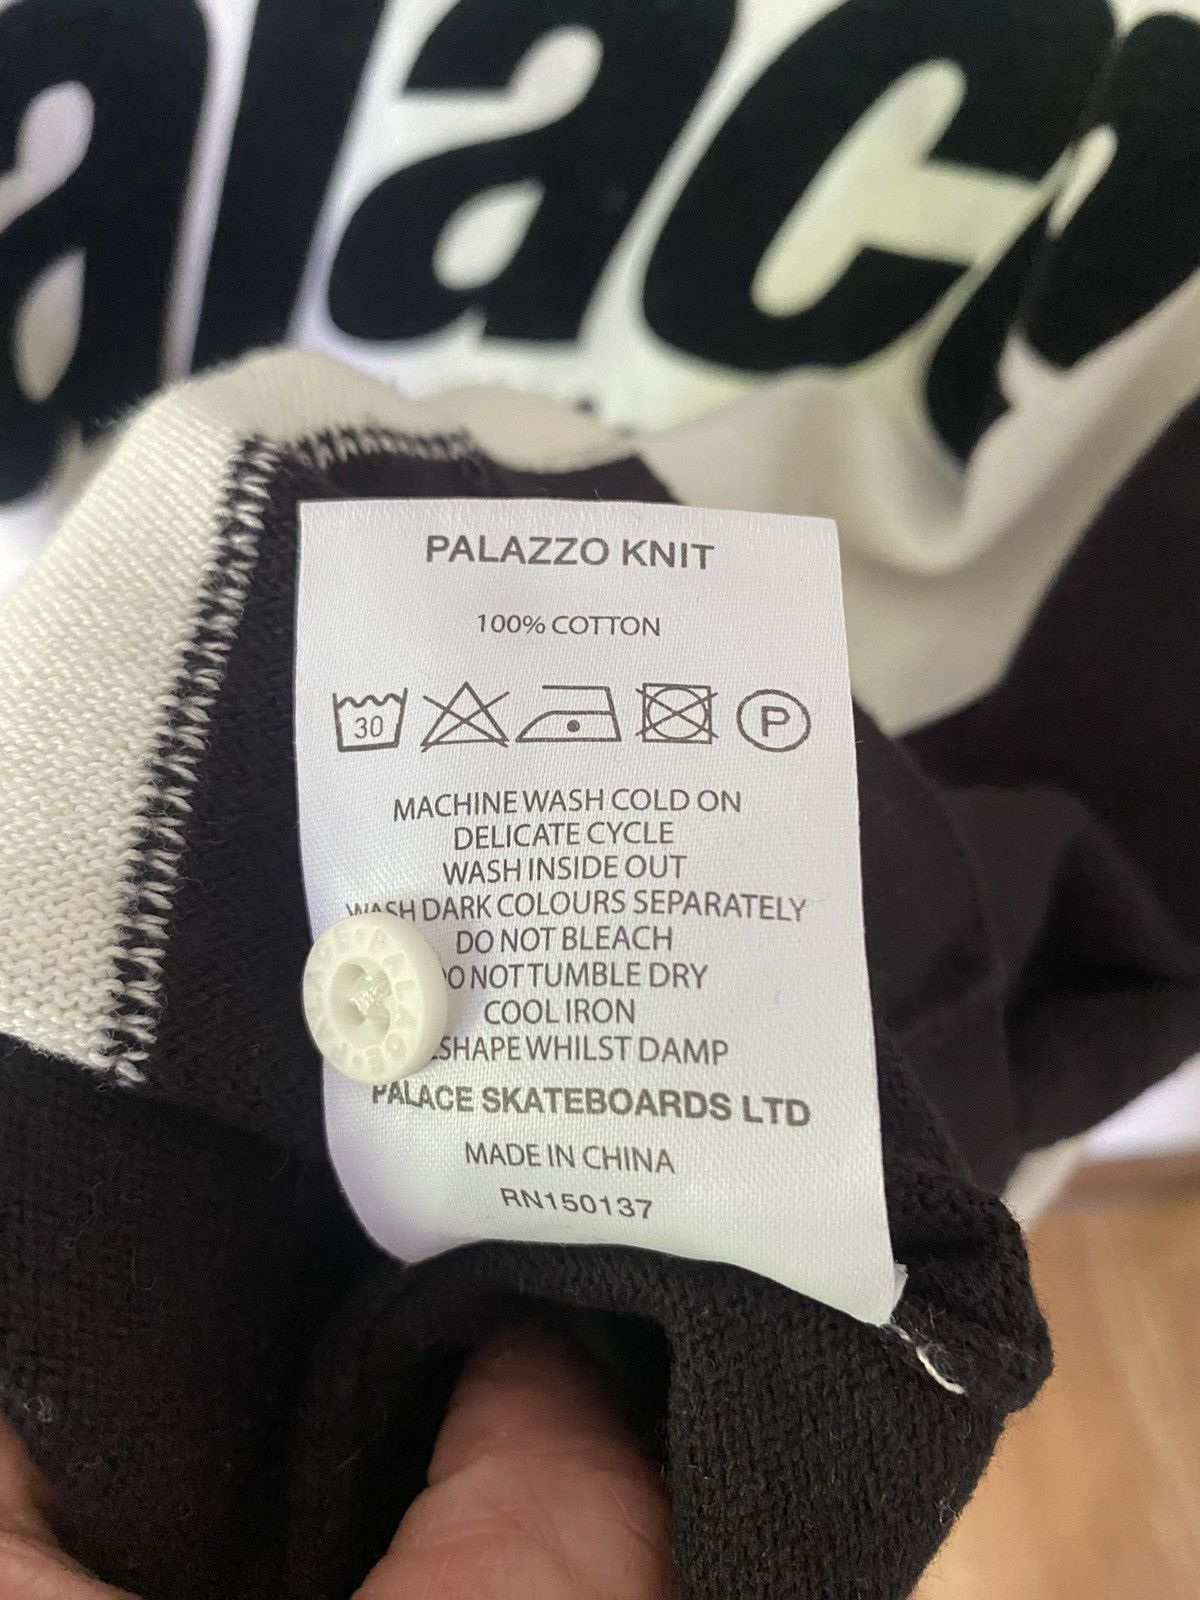 alace
PALAZZO KNIT
100% COTTON
30
P
MACHINE WASH COLD ON
DELICATE CYCLE
WASH INSIDE OUT
WASH DARK COLOURS SEPARATELY
DO NOT BLEACH
DO NOT TUMBLE DRY
COOL IRON
SHAPE WHILST DAMP
PALACE SKATEBOARDS LTD
MADE IN CHINA
RN150137